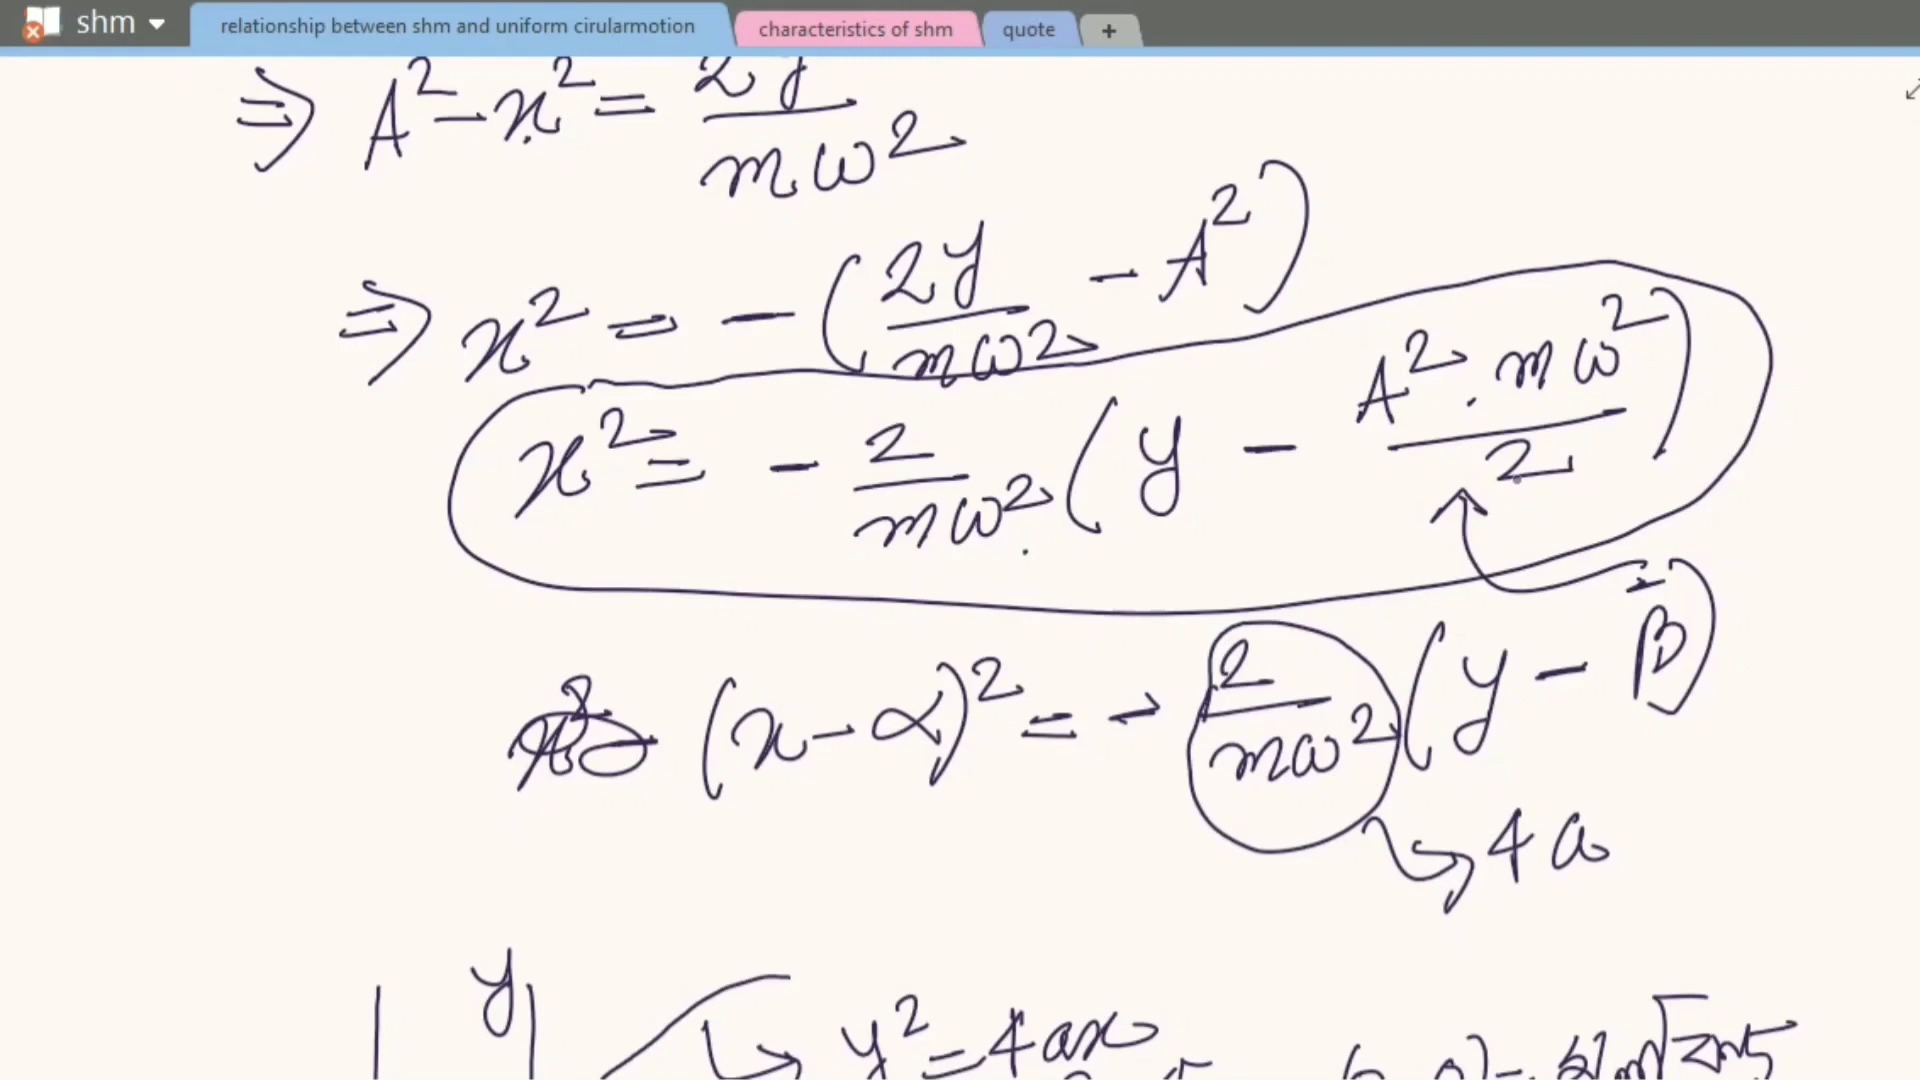 shm
relationship between shm and uniform cirularmotion
characteristics of shm
quote
+
⇒ A² - x² = 2y / mω²
⇒ x² = - (2y / mω² - A²)
x² = - 2 / mω² (y - A² . mω² / 2)
(x - α)² = - 2 / mω² (y - β)
4a
y
y² = 4ax